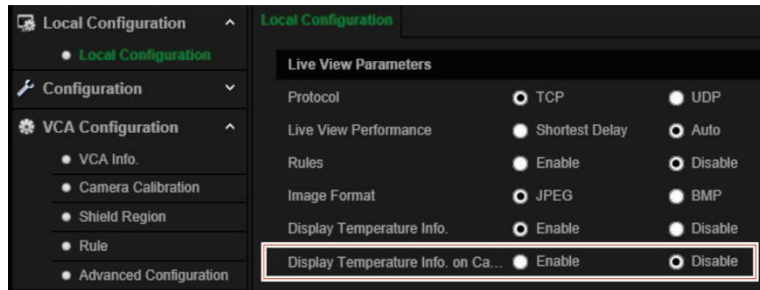 Local Configuration
Local Configuration
Configuration
VCA Configuration
VCA Info.
Camera Calibration
Shield Region
Rule
Advanced Configuration
Local Configuration
Live View Parameters
Protocol TCP UDP
Live View Performance Shortest Delay Auto
Rules Enable Disable
Image Format JPEG BMP
Display Temperature Info. Enable Disable
Display Temperature Info. on Ca... Enable Disable